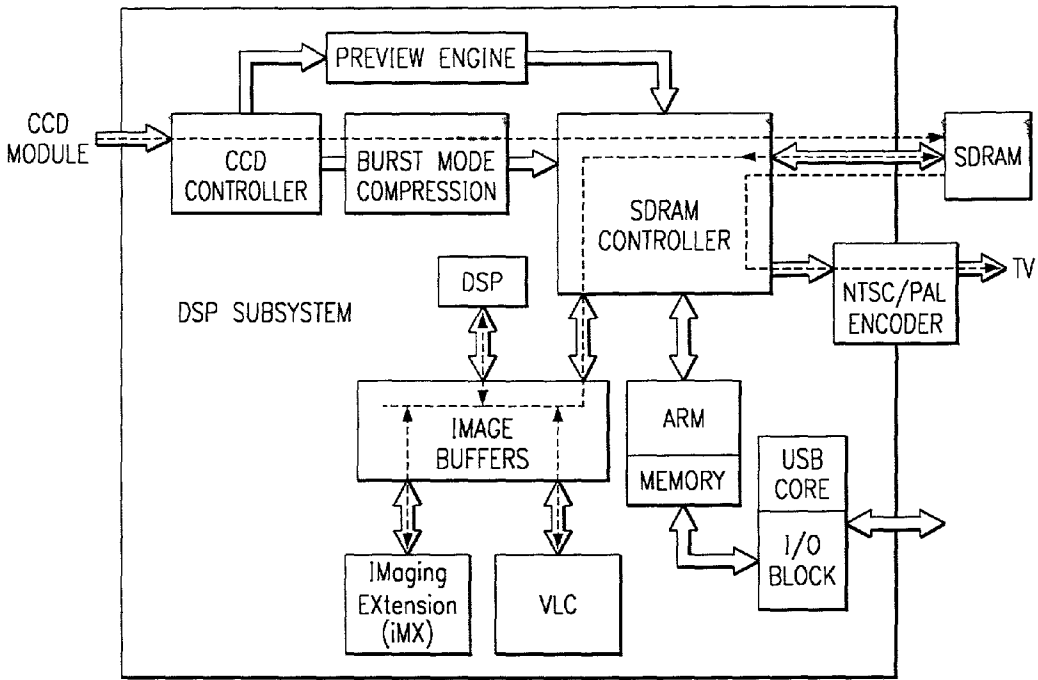 PREVIEW ENGINE
CCD
MODULE
CCD
CONTROLLER
BURST MODE
COMPRESSION
SDRAM
CONTROLLER
SDRAM
NTSC/PAL
ENCODER
TV
DSP SUBSYSTEM
DSP
IMAGE
BUFFERS
ARM
MEMORY
USB
CORE
I/O
BLOCK
IMaging
EXtension
(iMX)
VLC